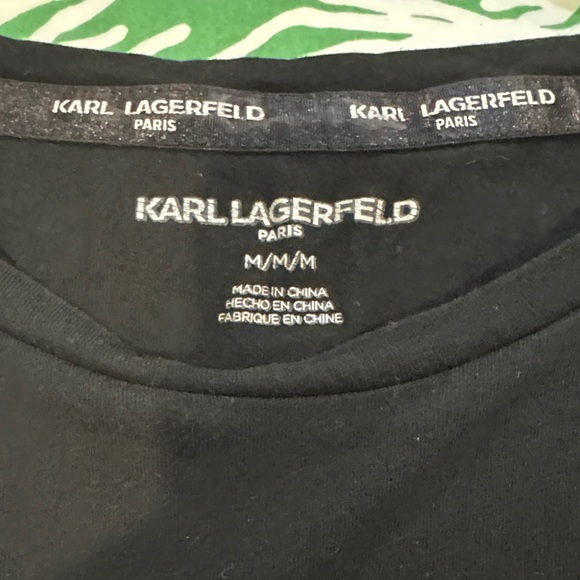 KARL LAGERFELD
PARIS
KARL LAGERFELD
PARIS
KARL LAGERFELD
PARIS
M/M/M
MADE IN CHINA
HECHO EN CHINA
FABRIQUE EN CHINE